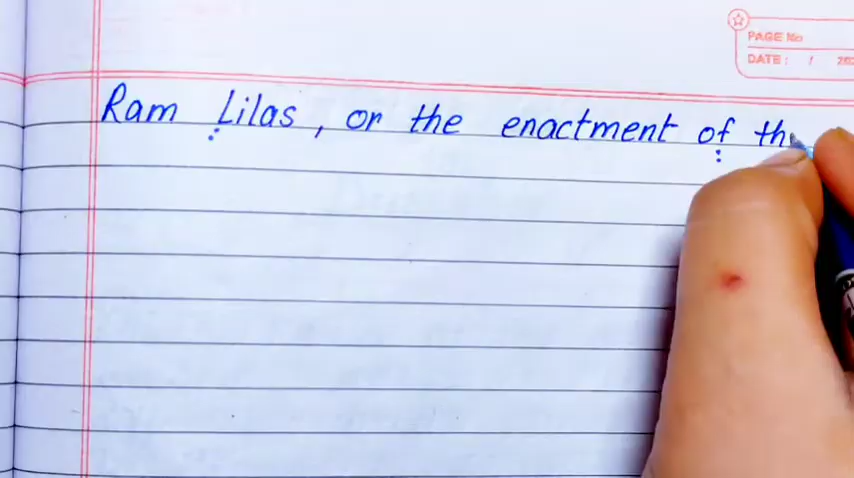 PAGE No
DATE: /
Ram Lilas, or the enactment of th